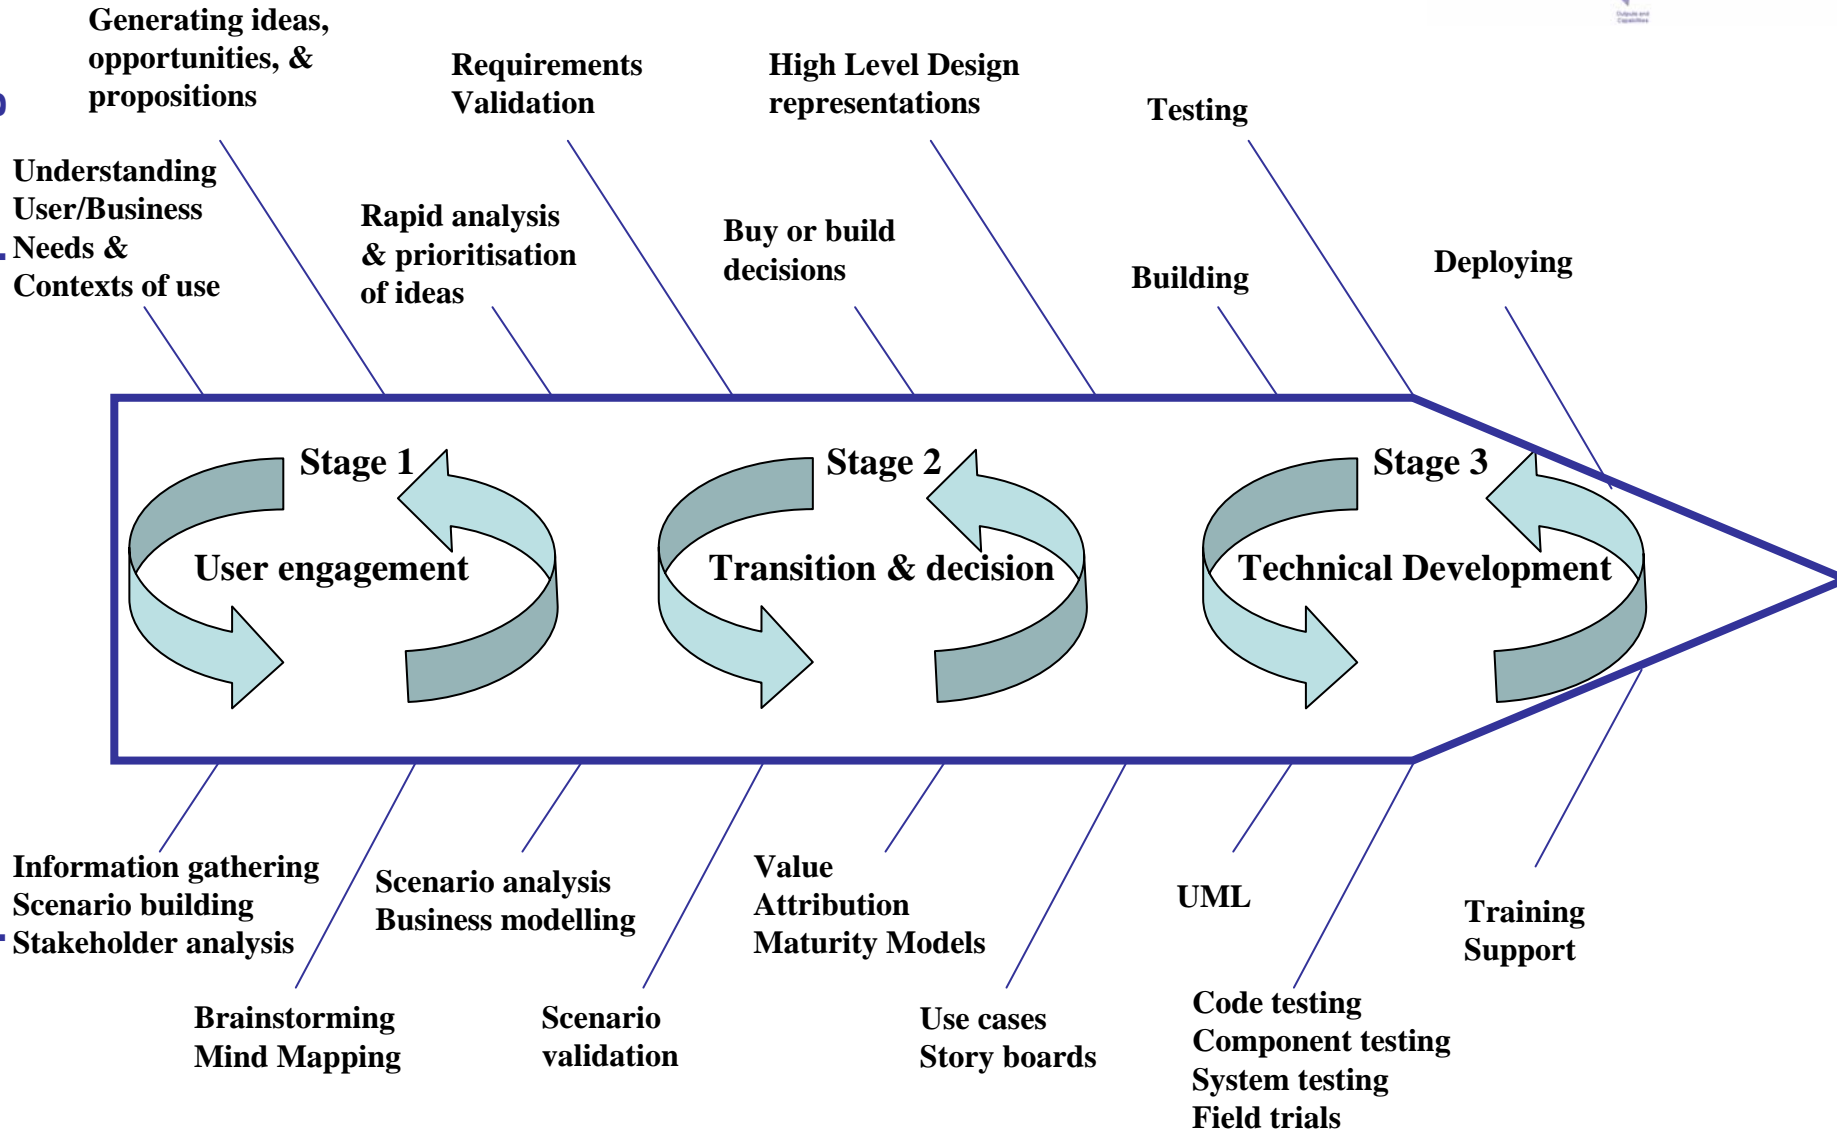 Outputs and
Capabilities
Generating ideas,
opportunities, &
propositions
Requirements
Validation
High Level Design
representations
Testing
Understanding
User/Business
Needs &
Contexts of use
Rapid analysis
& prioritisation
of ideas
Buy or build
decisions
Building
Deploying
Stage 1
User engagement
Stage 2
Transition & decision
Stage 3
Technical Development
Information gathering
Scenario building
Stakeholder analysis
Scenario analysis
Business modelling
Value
Attribution
Maturity Models
UML
Training
Support
Brainstorming
Mind Mapping
Scenario
validation
Use cases
Story boards
Code testing
Component testing
System testing
Field trials